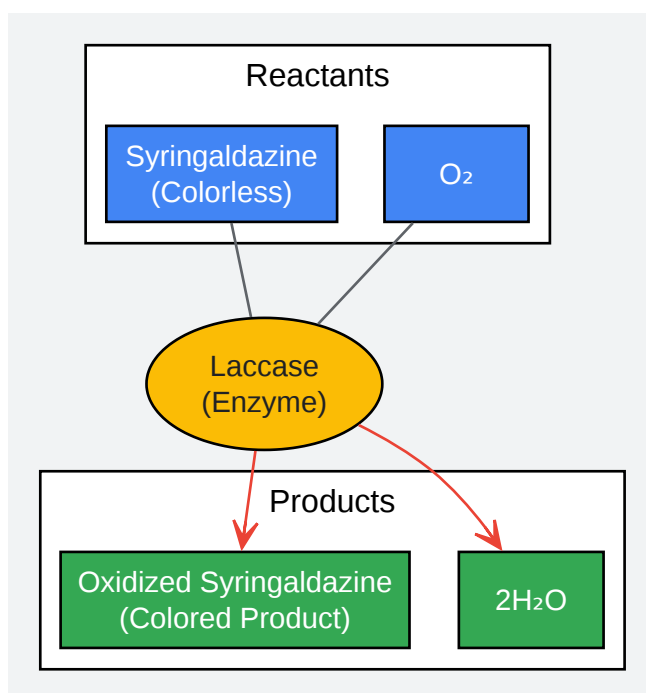 Reactants
Syringaldazine
(Colorless)
O₂
Laccase
(Enzyme)
Products
Oxidized Syringaldazine
(Colored Product)
2H₂O